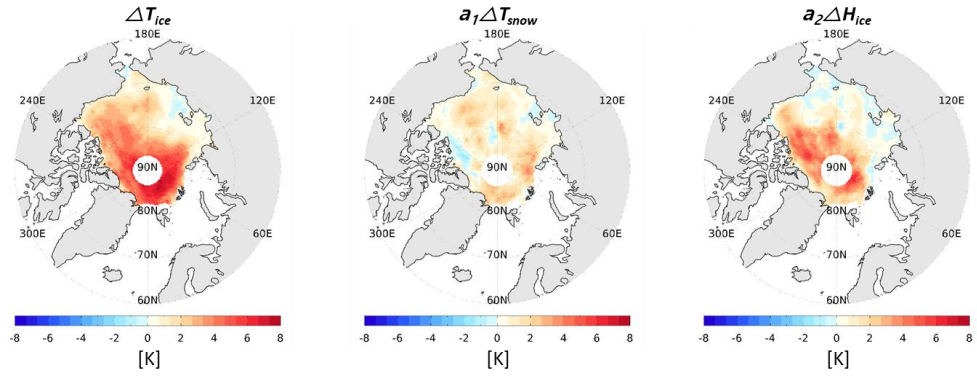 △T_ice a₁△T_snow a₂△H_ice
180E 180E 180E
240E 120E 240E 120E 240E 120E
90N 90N 90N
80N 80N 80N
300E 60E 300E 60E 300E 60E
70N 70N 70N
60N 60N 60N
-8 -6 -4 -2 0 2 4 6 8 -8 -6 -4 -2 0 2 4 6 8 -8 -6 -4 -2 0 2 4 6 8
[K] [K] [K]